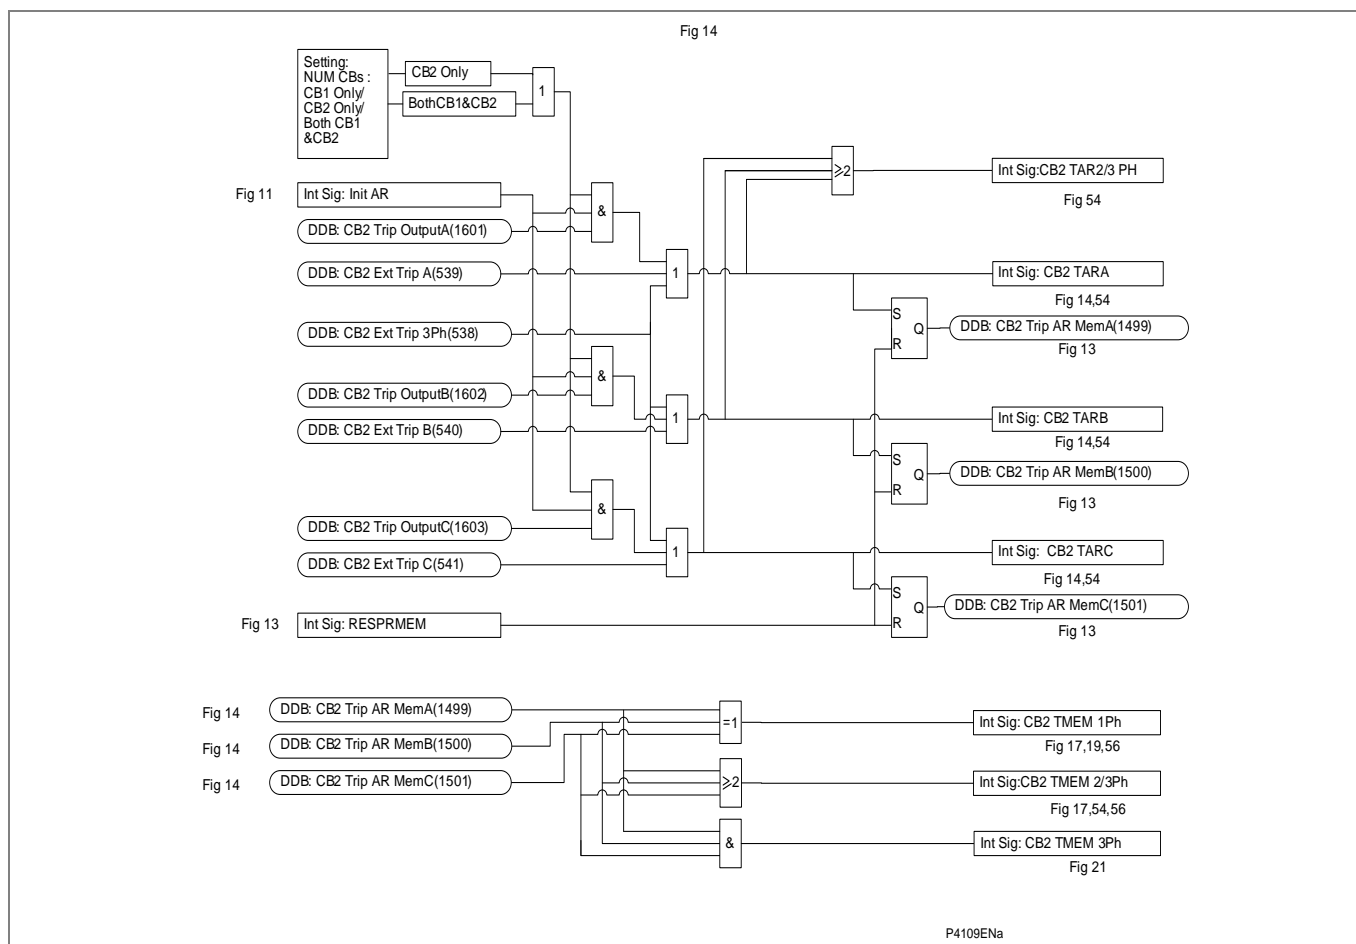 Fig 14
Setting:
NUM CBs :
CB1 Only/
CB2 Only/
Both CB1
&CB2
CB2 Only
BothCB1&CB2
1
Fig 11
Int Sig: Init AR
DDB: CB2 Trip OutputA(1601)
&
DDB: CB2 Ext Trip A(539)
1
DDB: CB2 Ext Trip 3Ph(538)
DDB: CB2 Trip OutputB(1602)
&
DDB: CB2 Ext Trip B(540)
1
DDB: CB2 Trip OutputC(1603)
&
DDB: CB2 Ext Trip C(541)
1
Fig 13
Int Sig: RESPRMEM
≥2
Int Sig:CB2 TAR2/3 PH
Fig 54
Int Sig: CB2 TARA
Fig 14,54
S
Q
R
DDB: CB2 Trip AR MemA(1499)
Fig 13
Int Sig: CB2 TARB
Fig 14,54
S
Q
R
DDB: CB2 Trip AR MemB(1500)
Fig 13
Int Sig: CB2 TARC
Fig 14,54
S
Q
R
DDB: CB2 Trip AR MemC(1501)
Fig 13
Fig 14
DDB: CB2 Trip AR MemA(1499)
Fig 14
DDB: CB2 Trip AR MemB(1500)
Fig 14
DDB: CB2 Trip AR MemC(1501)
=1
Int Sig: CB2 TMEM 1Ph
Fig 17,19,56
≥2
Int Sig:CB2 TMEM 2/3Ph
Fig 17,54,56
&
Int Sig: CB2 TMEM 3Ph
Fig 21
P4109ENa